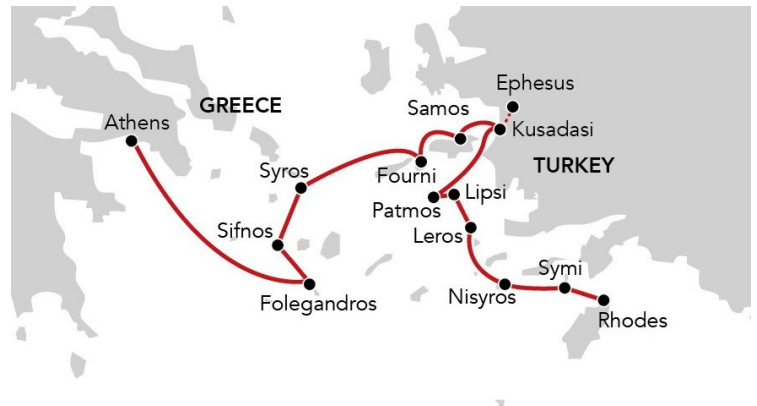 Ephesus
Samos
GREECE
Athens
Kusadasi
TURKEY
Syros
Fourni
Lipsi
Patmos
Leros
Sifnos
Symi
Nisyros
Folegandros
Rhodes